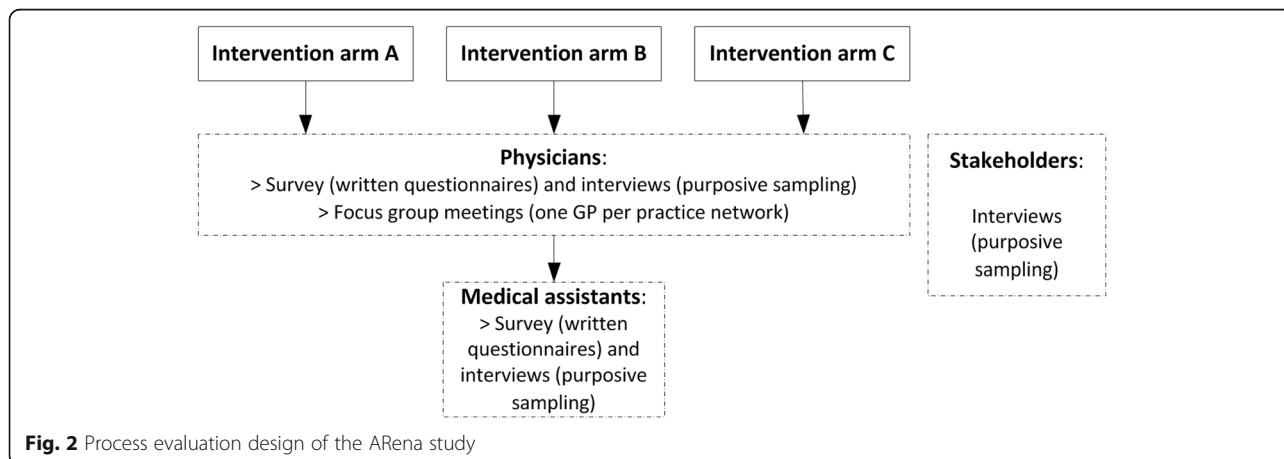 Intervention arm A
Intervention arm B
Intervention arm C
Physicians:
> Survey (written questionnaires) and interviews (purposive sampling)
> Focus group meetings (one GP per practice network)
Stakeholders:
Interviews
(purposive
sampling)
Medical assistants:
> Survey (written
questionnaires) and
interviews (purposive
sampling)
Fig. 2 Process evaluation design of the ARena study